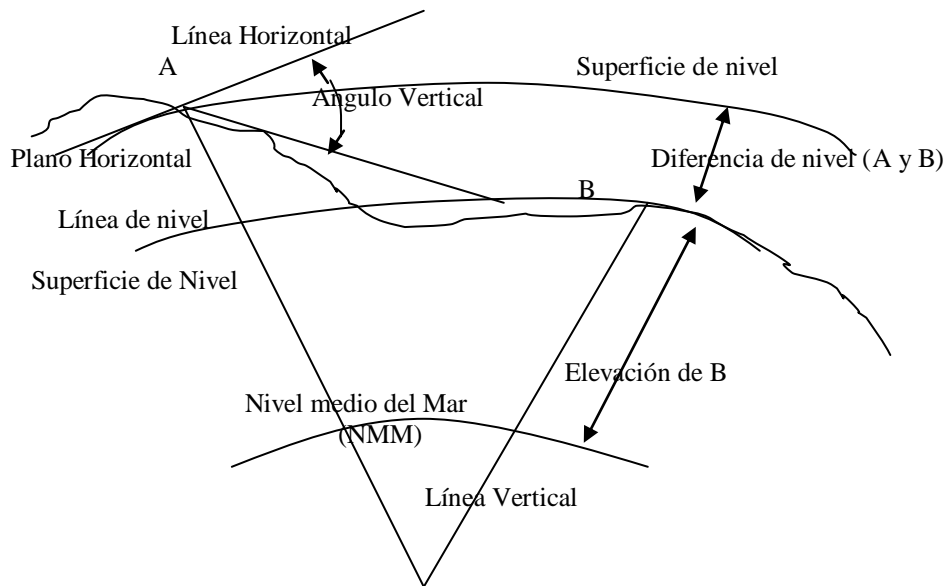 Línea Horizontal
A
Superficie de nivel
Angulo Vertical
Plano Horizontal
Diferencia de nivel (A y B)
B
Línea de nivel
Superficie de Nivel
Elevación de B
Nivel medio del Mar
(NMM)
Línea Vertical